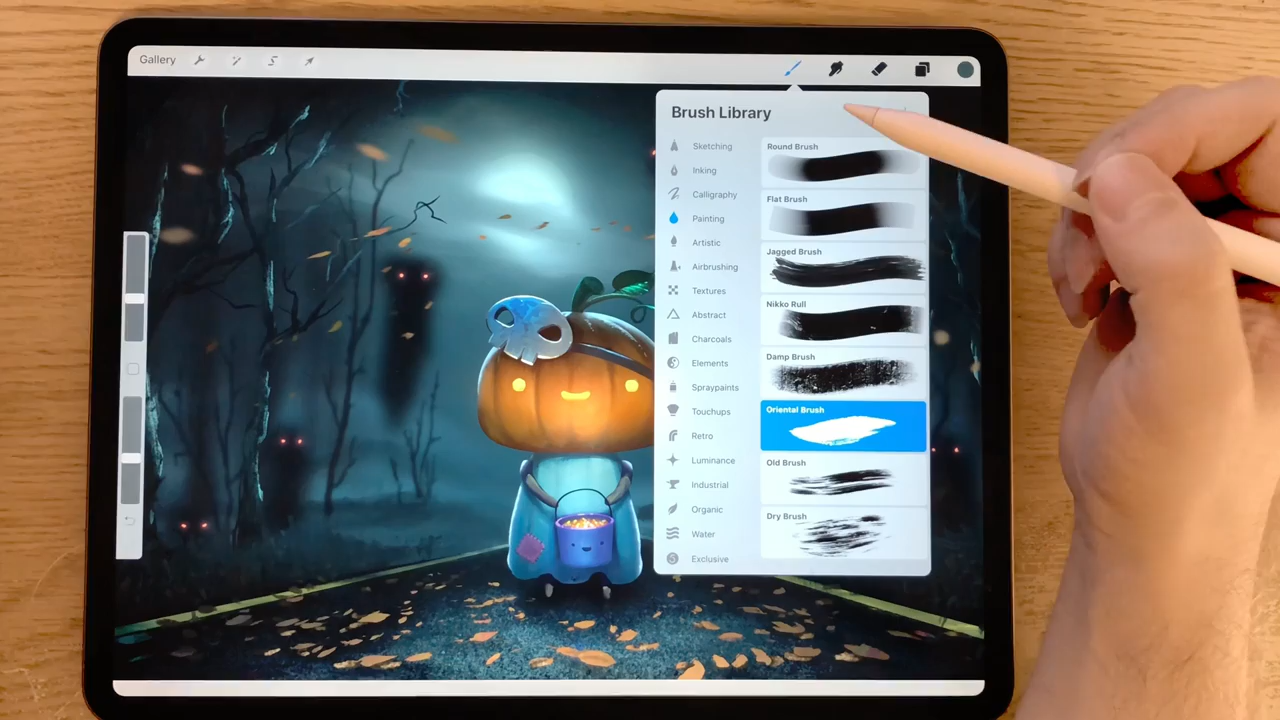 Gallery
Brush Library
Sketching
Inking
Calligraphy
Painting
Artistic
Airbrushing
Textures
Abstract
Charcoals
Elements
Spraypaints
Touchups
Retro
Luminance
Industrial
Organic
Water
Exclusive
Round Brush
Flat Brush
Jagged Brush
Nikko Rull
Damp Brush
Oriental Brush
Old Brush
Dry Brush